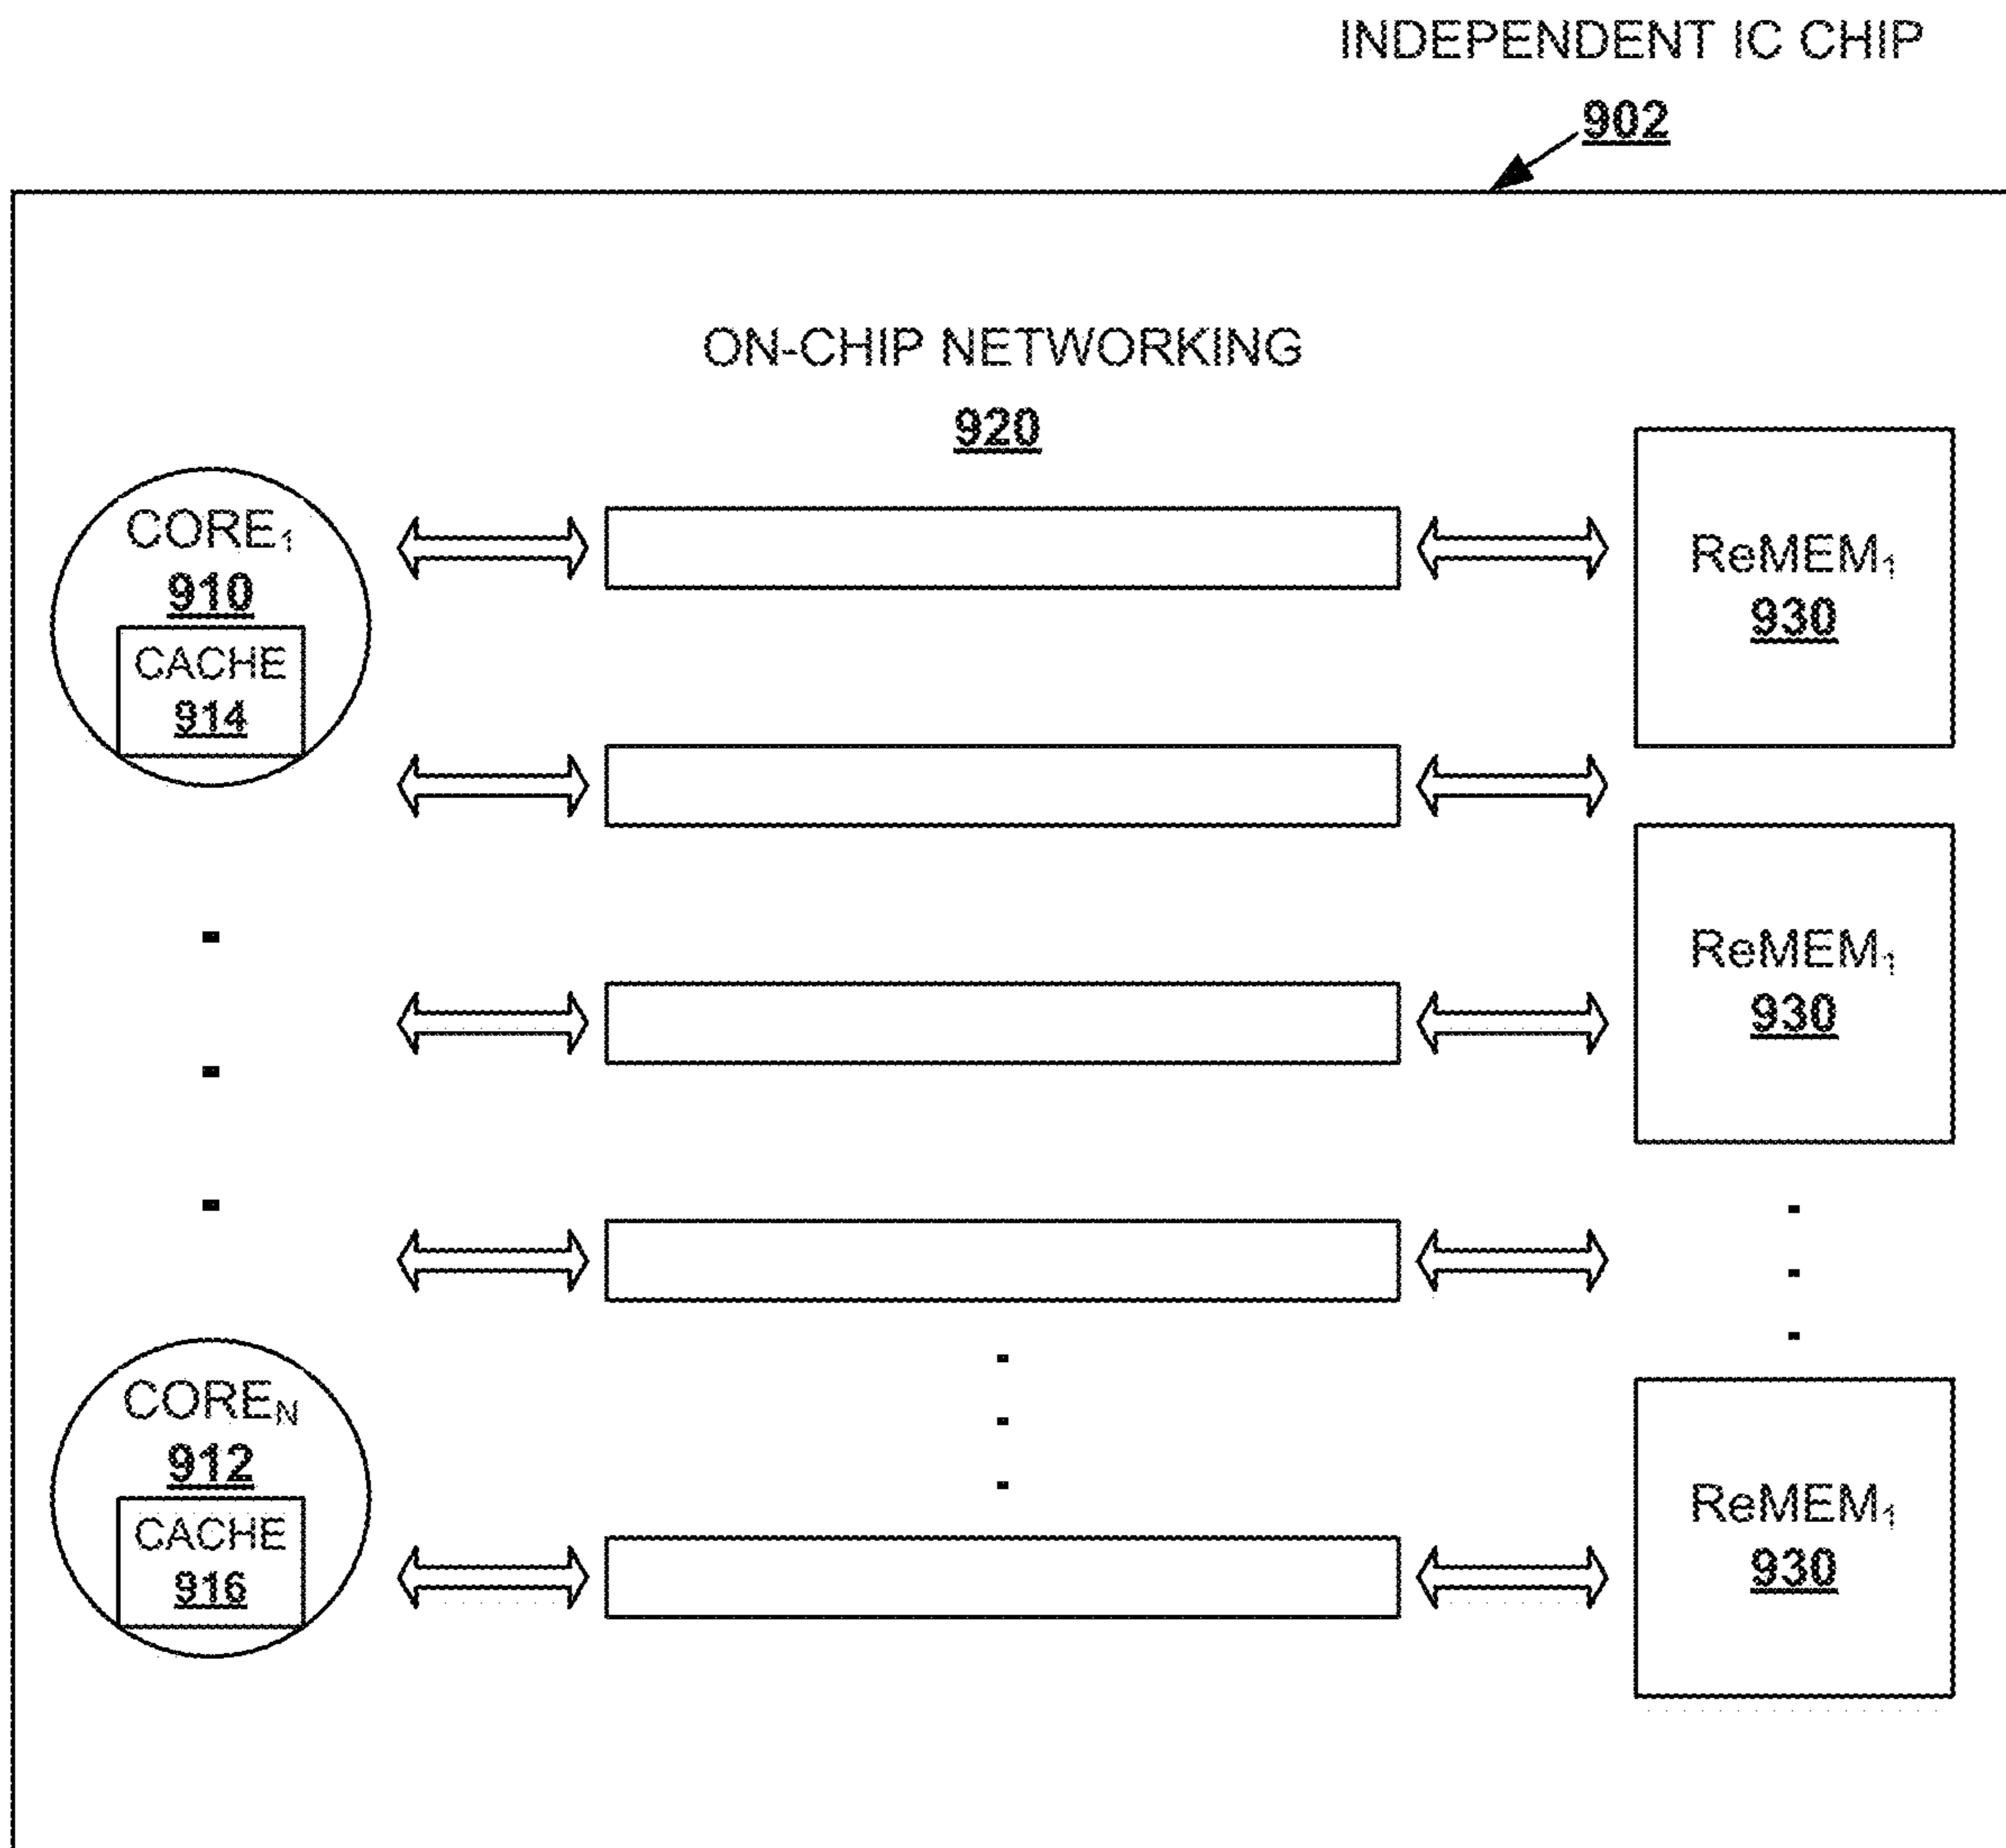 INDEPENDENT IC CHIP
902
ON-CHIP NETWORKING
920
CORE₁
910
CACHE
914
ReMEM₁
930
ReMEM₁
930
COREₙ
912
CACHE
916
ReMEM₁
930